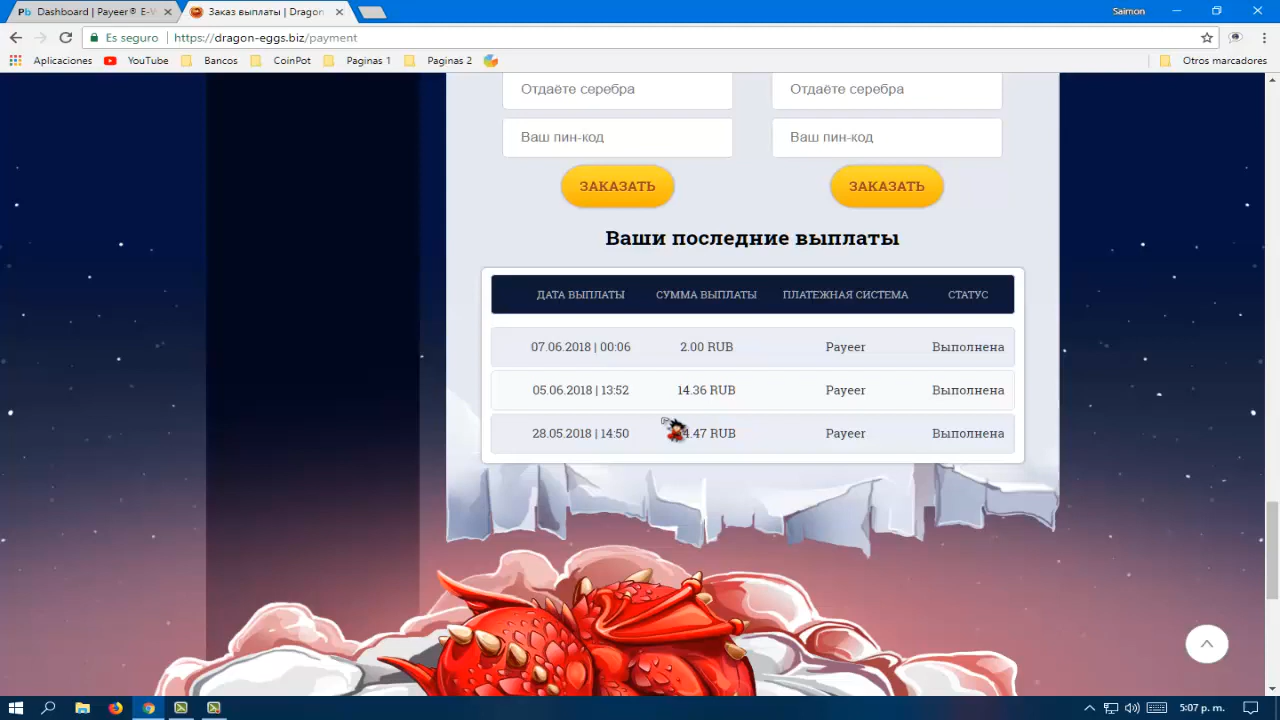 Dashboard | Payeer® E-W
Заказ выплаты | Dragon
Saimon
Es seguro
https://dragon-eggs.biz/payment
Aplicaciones YouTube Bancos CoinPot Paginas 1 Paginas 2 Otros marcadores
Отдаёте серебра Отдаёте серебра
Ваш пин-код Ваш пин-код
ЗАКАЗАТЬ ЗАКАЗАТЬ
Ваши последние выплаты
ДАТА ВЫПЛАТЫ СУММА ВЫПЛАТЫ ПЛАТЕЖНАЯ СИСТЕМА СТАТУС
07.06.2018 | 00:06 2.00 RUB Payeer Выполнена
05.06.2018 | 13:52 14.36 RUB Payeer Выполнена
28.05.2018 | 14:50 RUB Payeer Выполнена
5:07 p. m.